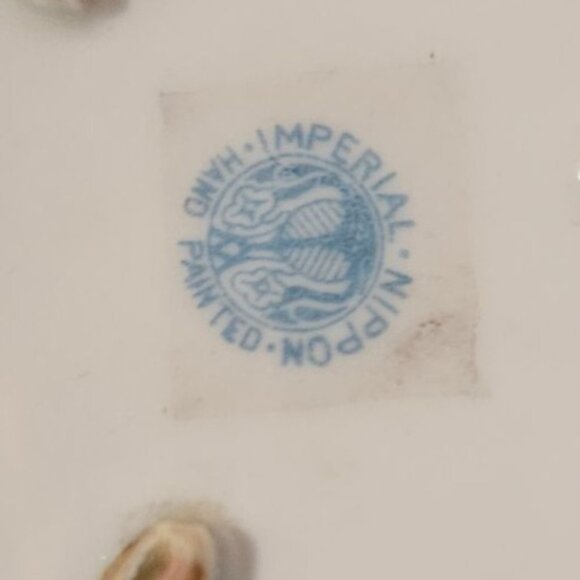 IMPERIAL · NIPPON · HAND PAINTED ·